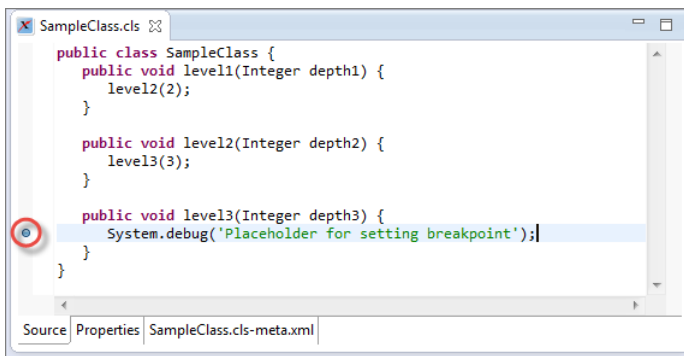 SampleClass.cls
public class SampleClass {
public void level1(Integer depth1) {
level2(2);
}
public void level2(Integer depth2) {
level3(3);
}
public void level3(Integer depth3) {
System.debug('Placeholder for setting breakpoint');
}
}
Source Properties SampleClass.cls-meta.xml